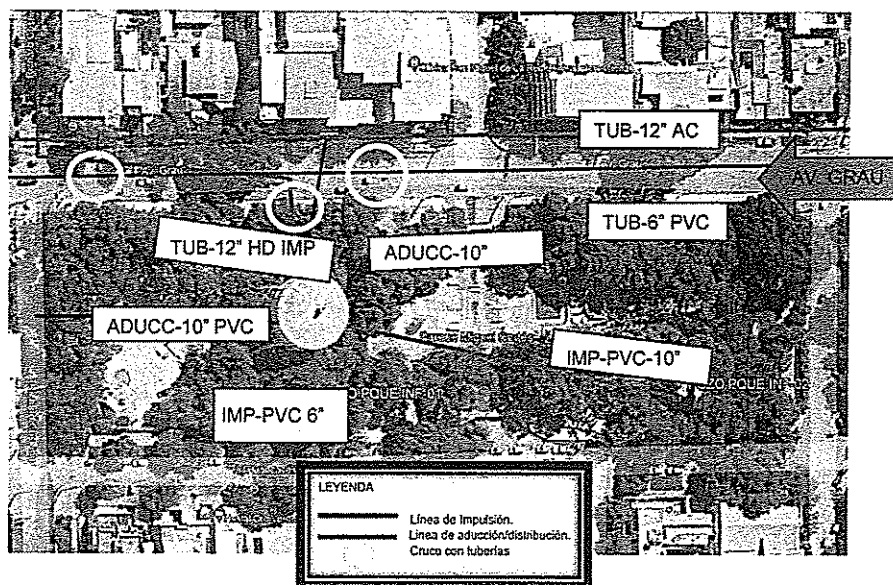 TUB-12" AC
AV. GRAU
TUB-6" PVC
TUB-12" HD IMP
ADUCC-10"
ADUCC-10" PVC
IMP-PVC-10"
IMP-PVC 6"
LEYENDA
Línea de Impulsión.
Línea de aducción/distribución.
Cruce con tuberías